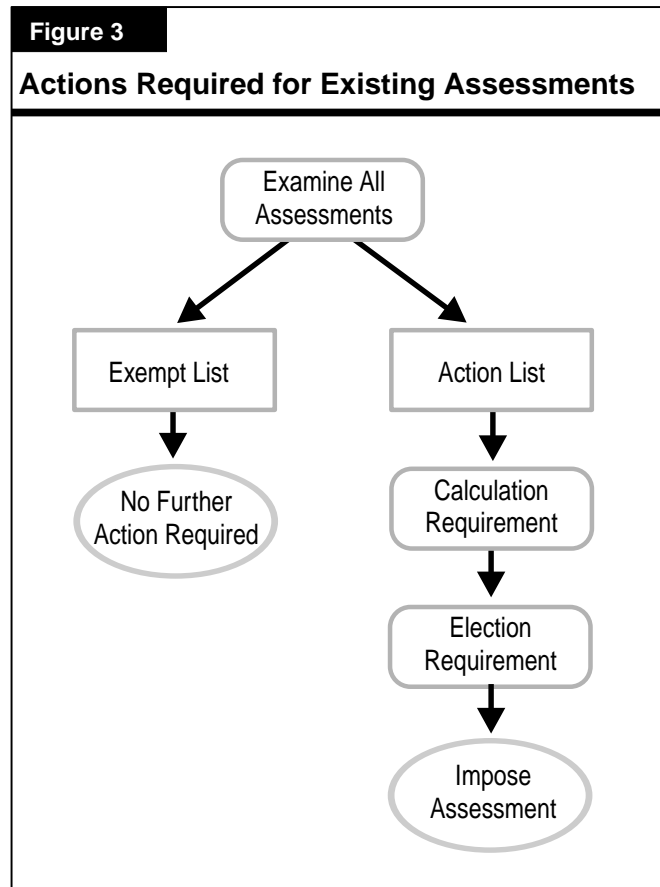 Figure 3
Actions Required for Existing Assessments
Examine All
Assessments
Exempt List
Action List
No Further
Action Required
Calculation
Requirement
Election
Requirement
Impose
Assessment